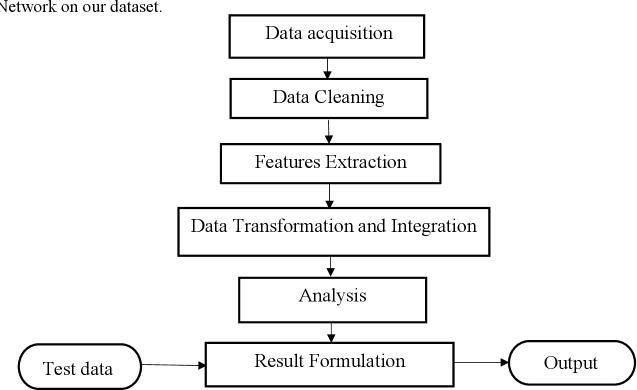 Network on our dataset.
Data acquisition
Data Cleaning
Features Extraction
Data Transformation and Integration
Analysis
Test data
Result Formulation
Output